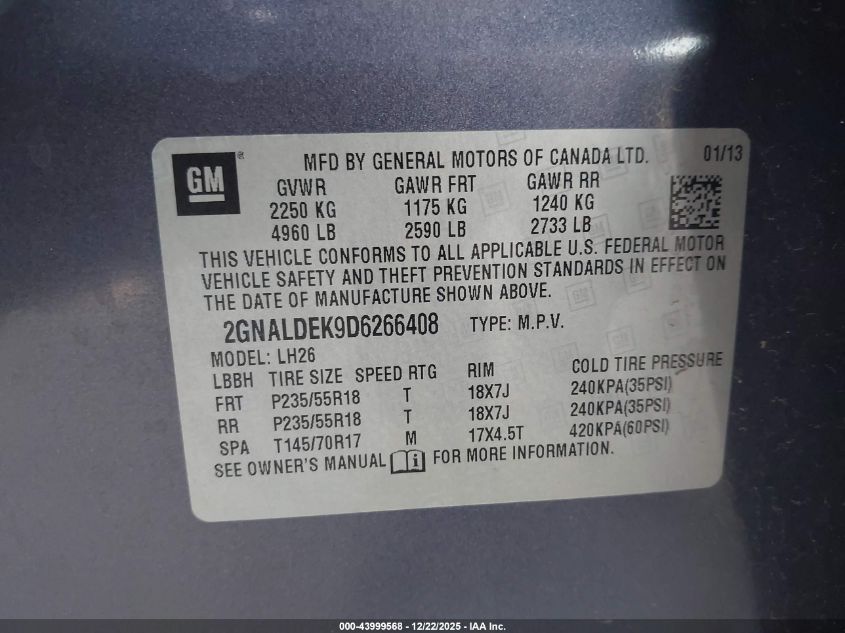 GM® MFD BY GENERAL MOTORS OF CANADA LTD. 01/13
GVWR GAWR FRT GAWR RR
2250 KG 1175 KG 1240 KG
4960 LB 2590 LB 2733 LB
THIS VEHICLE CONFORMS TO ALL APPLICABLE U.S. FEDERAL MOTOR
VEHICLE SAFETY AND THEFT PREVENTION STANDARDS IN EFFECT ON
THE DATE OF MANUFACTURE SHOWN ABOVE.
2GNALDEK9D6266408 TYPE: M.P.V.
MODEL: LH26
LBBH TIRE SIZE SPEED RTG RIM COLD TIRE PRESSURE
FRT P235/55R18 T 18X7J 240KPA(35PSI)
RR P235/55R18 T 18X7J 240KPA(35PSI)
SPA T145/70R17 M 17X4.5T 420KPA(60PSI)
SEE OWNER'S MANUAL i FOR MORE INFORMATION.
000-43999568 - 12/22/2025 - IAA Inc.